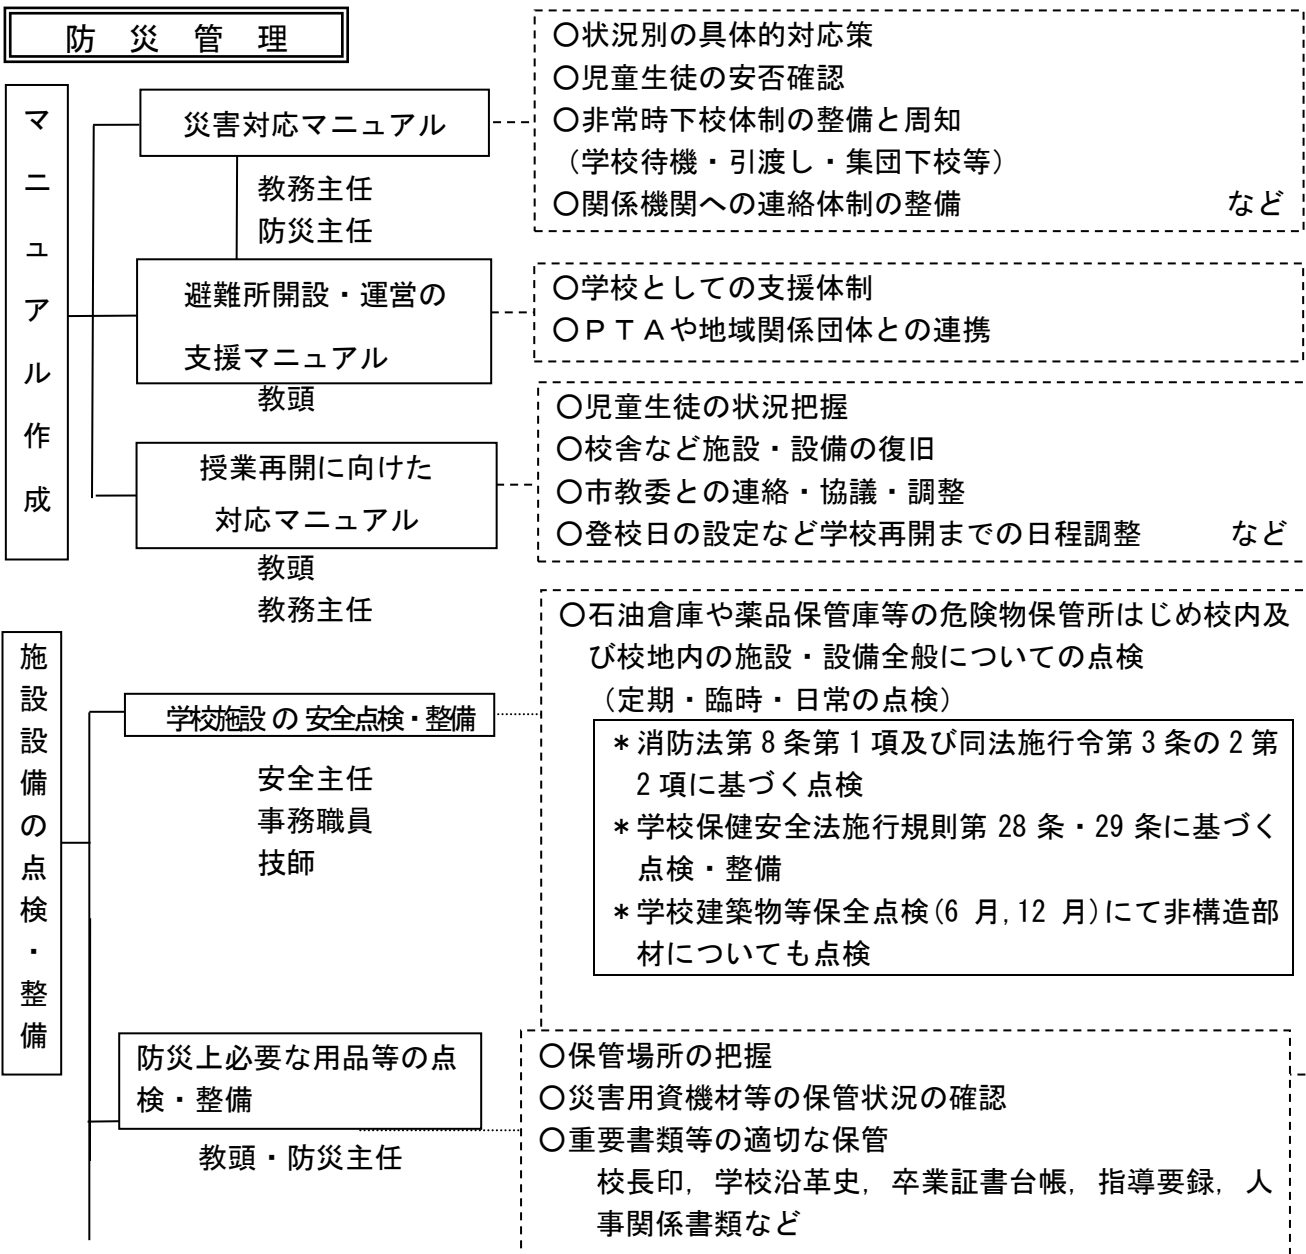 防災管理
マニュアル作成
災害対応マニュアル
教務主任
防災主任
〇状況別の具体的対応策
〇児童生徒の安否確認
〇非常時下校体制の整備と周知
（学校待機・引渡し・集団下校等）
〇関係機関への連絡体制の整備 など
避難所開設・運営の
支援マニュアル
教頭
〇学校としての支援体制
〇ＰＴＡや地域関係団体との連携
授業再開に向けた
対応マニュアル
教頭
教務主任
〇児童生徒の状況把握
〇校舎など施設・設備の復旧
〇市教委との連絡・協議・調整
〇登校日の設定など学校再開までの日程調整 など
施設設備の点検・整備
学校施設の安全点検・整備
安全主任
事務職員
技師
〇石油倉庫や薬品保管庫等の危険物保管所はじめ校内及
び校地内の施設・設備全般についての点検
（定期・臨時・日常の点検）
＊消防法第8条第1項及び同法施行令第3条の2第
2項に基づく点検
＊学校保健安全法施行規則第28条・29条に基づく
点検・整備
＊学校建築物等保全点検(6月,12月)にて非構造部
材についても点検
防災上必要な用品等の点
検・整備
教頭・防災主任
〇保管場所の把握
〇災害用資機材等の保管状況の確認
〇重要書類等の適切な保管
校長印，学校沿革史，卒業証書台帳，指導要録，人
事関係書類など